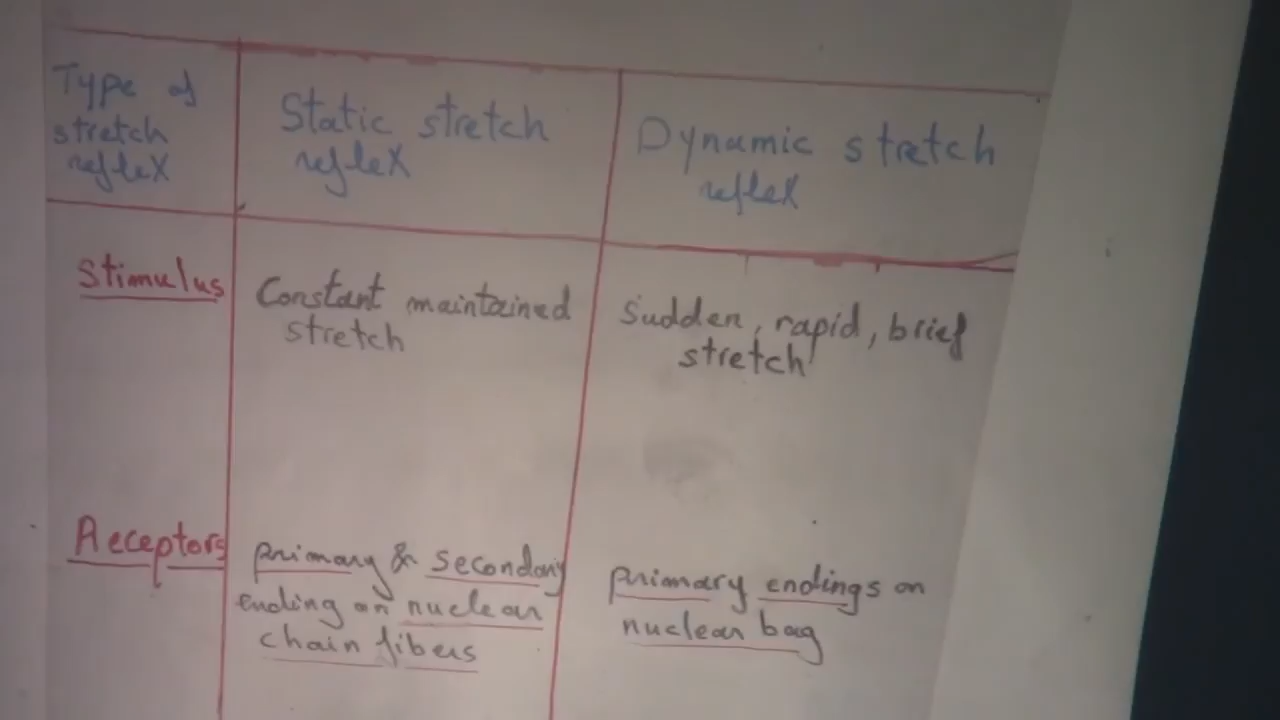 Type of
stretch
reflex
Static stretch
reflex
Dynamic stretch
reflex
Stimulus
Constant maintained
stretch
Sudden, rapid, brief
stretch
Receptors
primary & secondary
ending on nuclear
chain fibers
primary endings on
nuclear bag